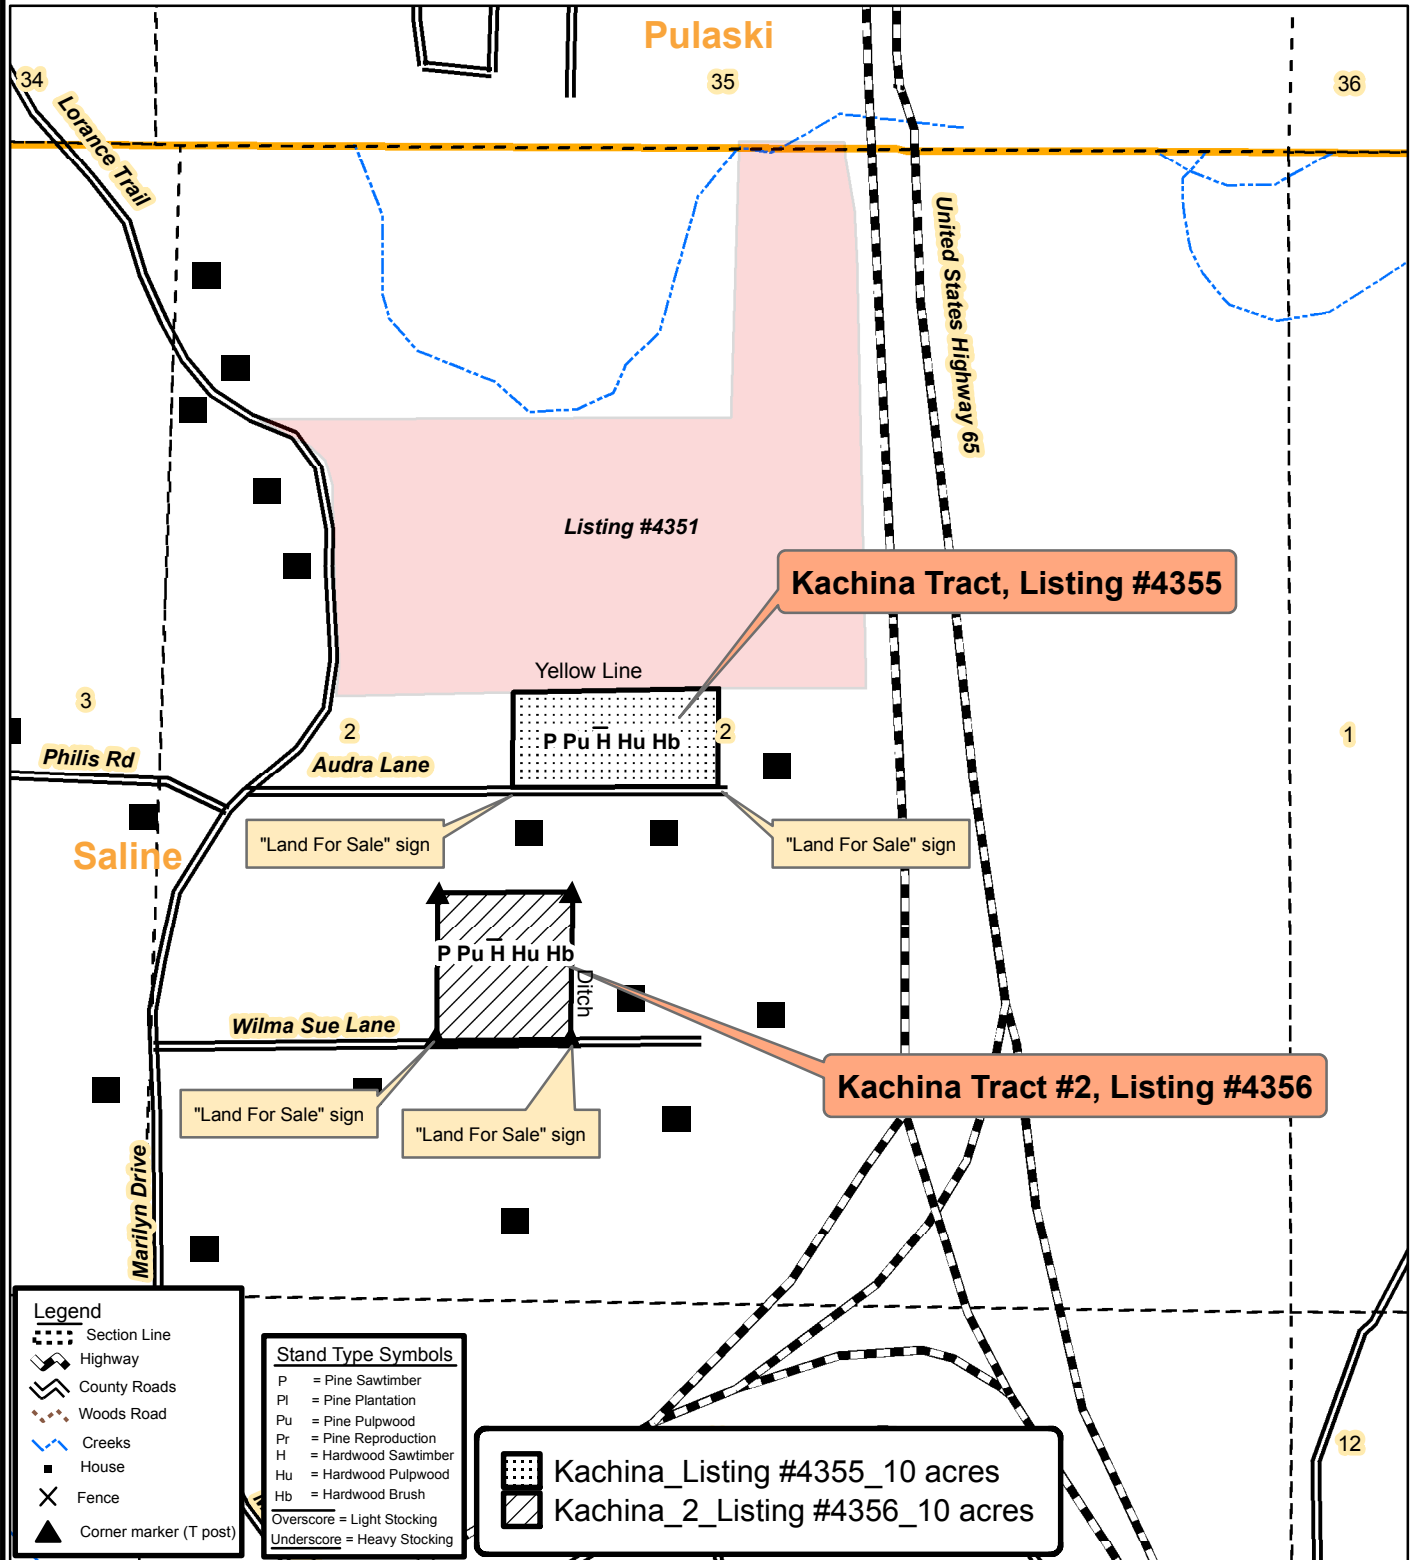 Pulaski
34
35
36
Lorance Trail
United States Highway 65
Listing #4351
Kachina Tract, Listing #4355
Yellow Line
3
2
2
1
P Pu H̅ Hu Hb
Philis Rd
Audra Lane
"Land For Sale" sign
"Land For Sale" sign
Saline
P Pu H̅ Hu Hb
Ditch
Wilma Sue Lane
Kachina Tract #2, Listing #4356
"Land For Sale" sign
"Land For Sale" sign
Marilyn Drive
12
Legend
Section Line
Highway
County Roads
Woods Road
Creeks
House
Fence
Corner marker (T post)
Stand Type Symbols
P = Pine Sawtimber
Pl = Pine Plantation
Pu = Pine Pulpwood
Pr = Pine Reproduction
H = Hardwood Sawtimber
Hu = Hardwood Pulpwood
Hb = Hardwood Brush
Overscore = Light Stocking
Underscore = Heavy Stocking
Kachina_Listing #4355_10 acres
Kachina_2_Listing #4356_10 acres